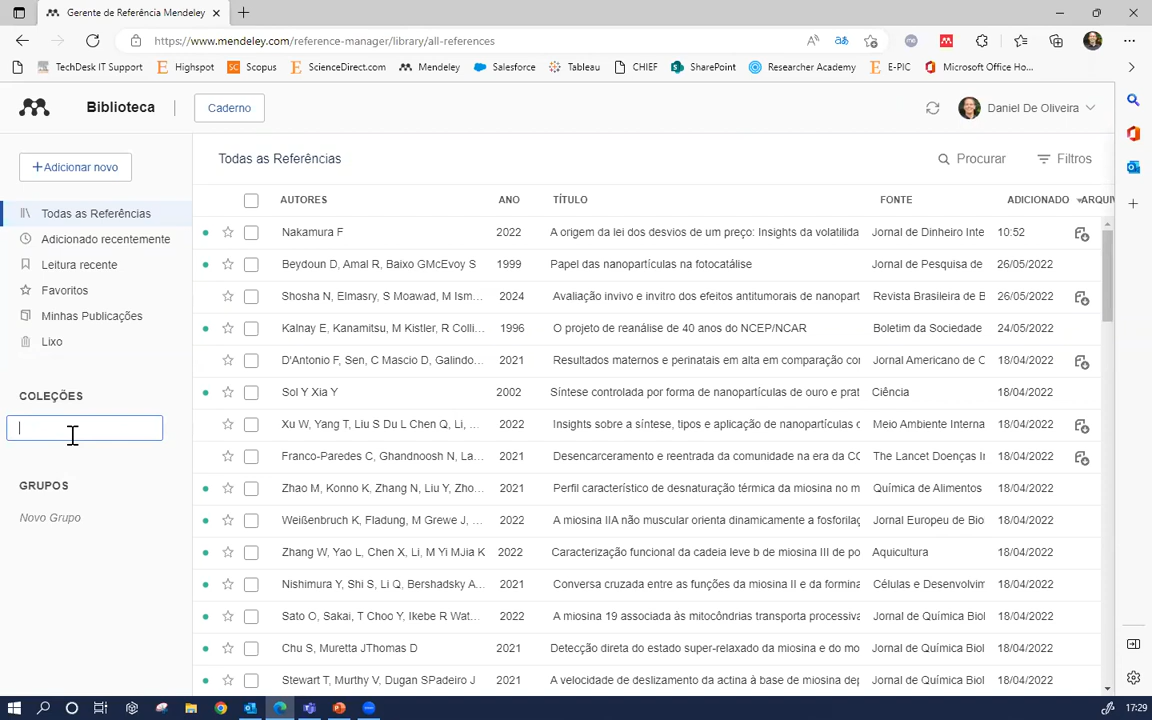 Gerente de Referência Mendeley
https://www.mendeley.com/reference-manager/library/all-references
TechDesk IT Support
Highspot
Scopus
ScienceDirect.com
Mendeley
Salesforce
Tableau
CHIEF
SharePoint
Researcher Academy
E-PIC
Microsoft Office Ho...
Biblioteca
Caderno
Daniel De Oliveira
+Adicionar novo
Todas as Referências
Adicionado recentemente
Leitura recente
Favoritos
Minhas Publicações
Lixo
COLEÇÕES
GRUPOS
Novo Grupo
Todas as Referências
Procurar
Filtros
AUTORES ANO TÍTULO FONTE ADICIONADO ARQUIV
Nakamura F 2022 A origem da lei dos desvios de um preço: Insights da volatilida Jornal de Dinheiro Inte 10:52
Beydoun D, Amal R, Baixo GMcEvoy S 1999 Papel das nanopartículas na fotocatálise Jornal de Pesquisa de 26/05/2022
Shosha N, Elmasry, S Moawad, M Ism... 2024 Avaliação invivo e invitro dos efeitos antitumorais de nanopart Revista Brasileira de B 26/05/2022
Kalnay E, Kanamitsu, M Kistler, R Colli... 1996 O projeto de reanálise de 40 anos do NCEP/NCAR Boletim da Sociedade 24/05/2022
D'Antonio F, Sen, C Mascio D, Galindo... 2021 Resultados maternos e perinatais em alta em comparação cor Jornal Americano de C 18/04/2022
Sol Y Xia Y 2002 Síntese controlada por forma de nanopartículas de ouro e prat Ciência 18/04/2022
Xu W, Yang T, Liu S Du L Chen Q, Li, ... 2022 Insights sobre a síntese, tipos e aplicação de nanopartículas c Meio Ambiente Interna 18/04/2022
Franco-Paredes C, Ghandnoosh N, La... 2021 Desencarceramento e reentrada da comunidade na era da CC The Lancet Doenças Ir 18/04/2022
Zhao M, Konno K, Zhang N, Liu Y, Zho... 2021 Perfil característico de desnaturação térmica da miosina no m Química de Alimentos 18/04/2022
Weißenbruch K, Fladung, M Grewe J, ... 2022 A miosina IIA não muscular orienta dinamicamente a fosforilaç Jornal Europeu de Bio 18/04/2022
Zhang W, Yao L, Chen X, Li, M Yi MJia K 2022 Caracterização funcional da cadeia leve b de miosina III de po Aquicultura 18/04/2022
Nishimura Y, Shi S, Li Q, Bershadsky A... 2021 Conversa cruzada entre as funções da miosina II e da formina Células e Desenvolvim 18/04/2022
Sato O, Sakai, T Choo Y, Ikebe R Wat... 2022 A miosina 19 associada às mitocôndrias transporta processiva Jornal de Química Biol 18/04/2022
Chu S, Muretta JThomas D 2021 Detecção direta do estado super-relaxado da miosina e do mo Jornal de Química Biol 18/04/2022
Stewart T, Murthy V, Dugan SPadeiro J 2021 A velocidade de deslizamento da actina à base de miosina dep Jornal de Química Biol 18/04/2022
17:29